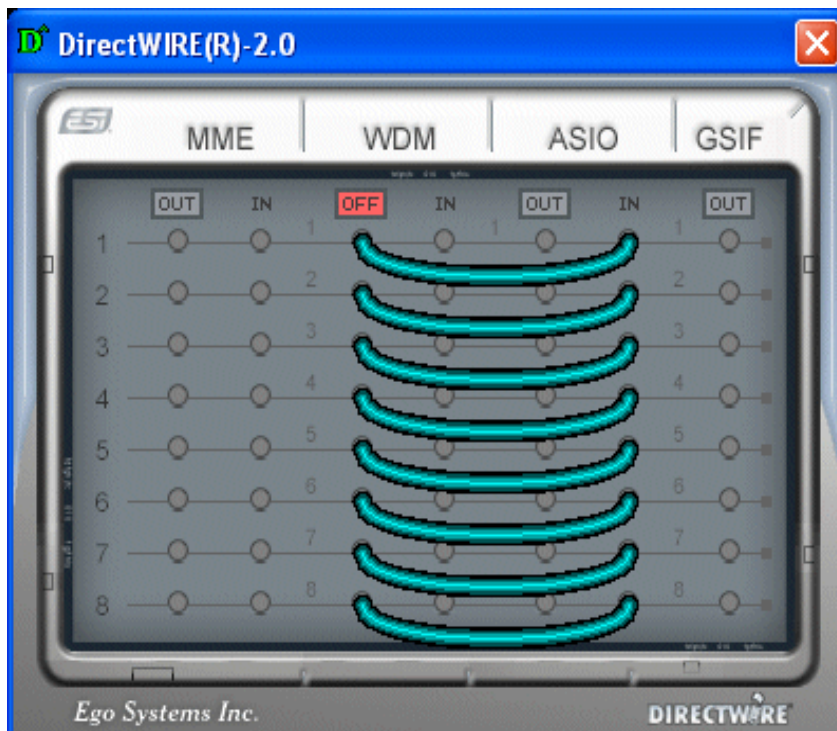 DirectWIRE(R)-2.0
ESI
MME WDM ASIO GSIF
OUT IN OFF IN OUT IN OUT
1 1 1 1
2 2 2
3 3 3
4 4 4
5 5 5
6 6 6
7 7 7
8 8 8
Ego Systems Inc. DIRECTWIRE